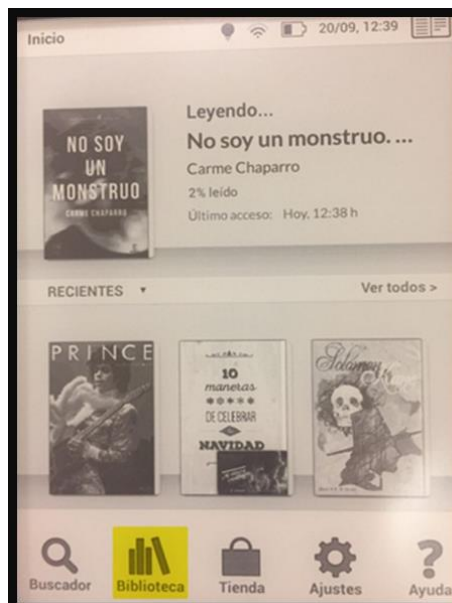 Inicio
20/09, 12:39
NO SOY
UN
MONSTRUO
CARME CHAPARRO
Leyendo...
No soy un monstruo. ...
Carme Chaparro
2% leído
Último acceso: Hoy, 12:38 h
RECIENTES
Ver todos >
PRINCE
10
maneras
DE CELEBRAR
NAVIDAD
Buscador
Biblioteca
Tienda
Ajustes
Ayuda